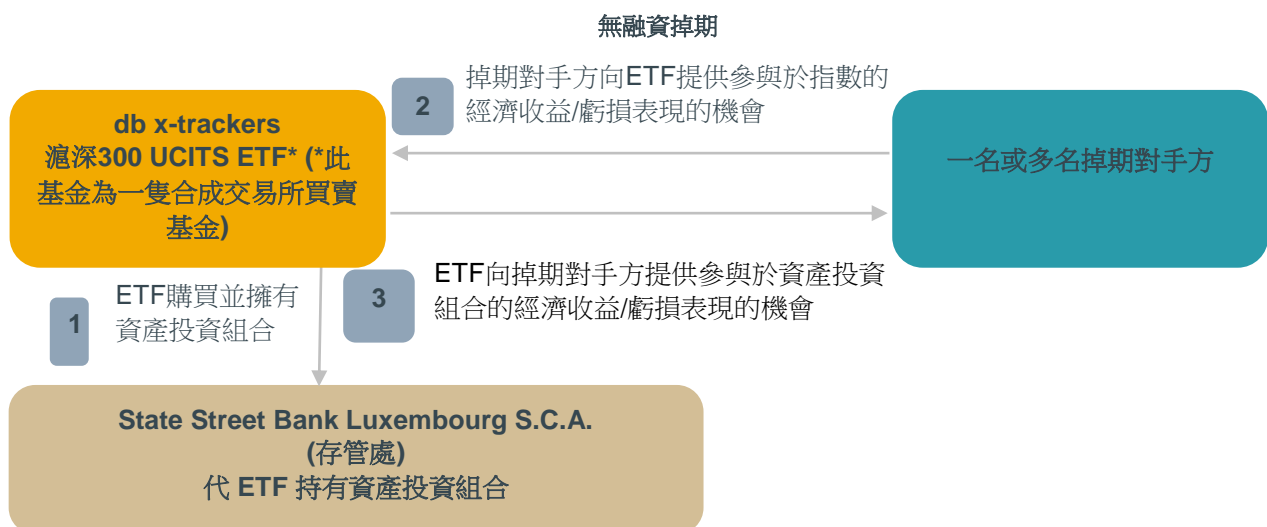 無融資掉期
2
掉期對手方向ETF提供參與於指數的
經濟收益/虧損表現的機會
db x-trackers
滬深300 UCITS ETF* (*此
基金為一隻合成交易所買賣
基金)
一名或多名掉期對手方
1
ETF購買並擁有
資產投資組合
3
ETF向掉期對手方提供參與於資產投資
組合的經濟收益/虧損表現的機會
State Street Bank Luxembourg S.C.A.
(存管處)
代 ETF 持有資產投資組合